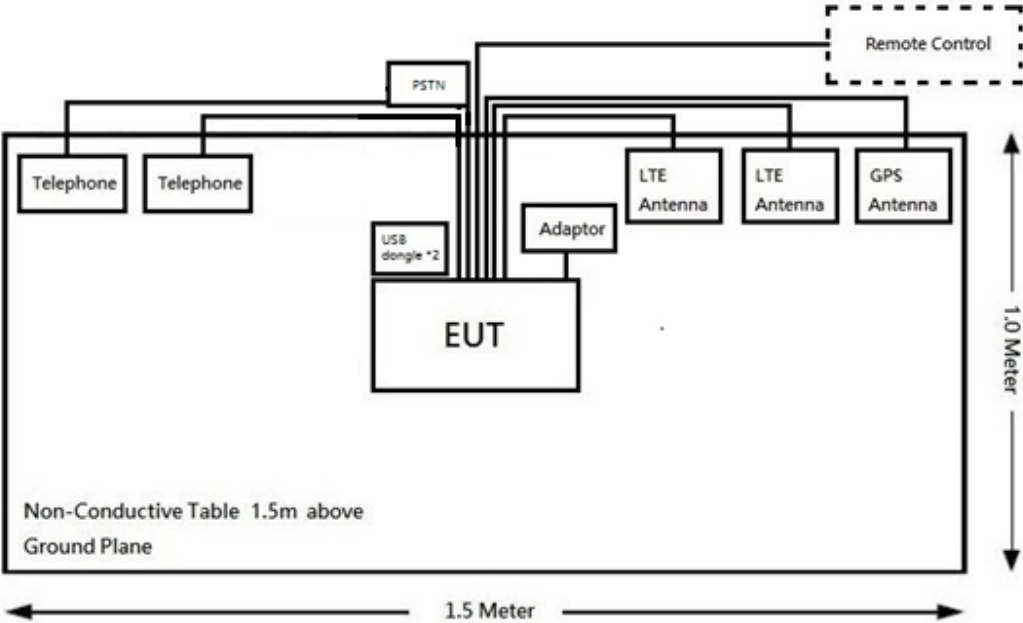 Remote Control
PSTN
Telephone
Telephone
LTE
Antenna
LTE
Antenna
GPS
Antenna
USB
dongle *2
Adaptor
EUT
1.0 Meter
Non-Conductive Table 1.5m above
Ground Plane
1.5 Meter